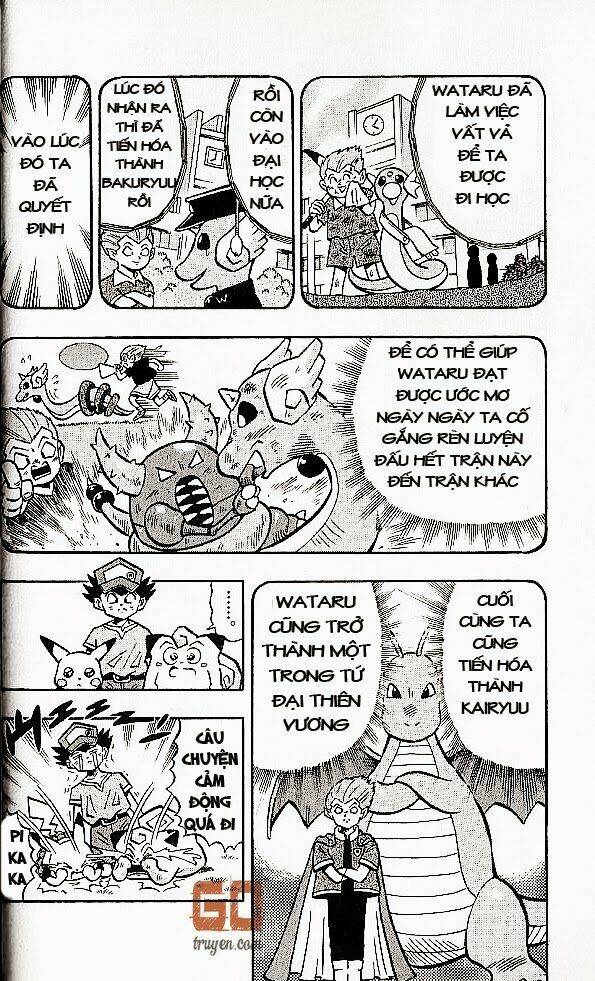 WATARU ĐÃ
LÀM VIỆC
VẤT VẢ
ĐỂ TA
ĐƯỢC
ĐI HỌC
RỒI
CÒN
VÀO
ĐẠI
HỌC
NỮA
LÚC ĐÓ
NHẬN RA
THÌ ĐÃ
TIẾN HÓA
THÀNH
BAKURYUU
RỒI
VÀO LÚC
ĐÓ TA
ĐÃ
QUYẾT
ĐỊNH
ĐỂ CÓ THỂ GIÚP
WATARU ĐẠT
ĐƯỢC ƯỚC MƠ
NGÀY NGÀY TA CỐ
GẮNG RÈN LUYỆN
ĐẤU HẾT TRẬN NÀY
ĐẾN TRẬN KHÁC
CUỐI
CÙNG TA
CŨNG
TIẾN HÓA
THÀNH
KAIRYUU
WATARU
CŨNG TRỞ
THÀNH MỘT
TRONG TỨ
ĐẠI THIÊN
VƯƠNG
......
CÂU
CHUYỆN
CẢM
ĐỘNG
QUÁ ĐI
PI
KA
KA
GO
truyen.com